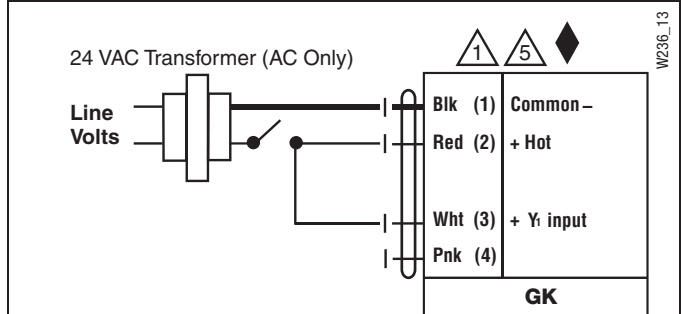 W236_13
24 VAC Transformer (AC Only)
1 5
Line
Volts
Blk (1) Common –
Red (2) + Hot
Wht (3) + Y1 input
Pnk (4)
GK